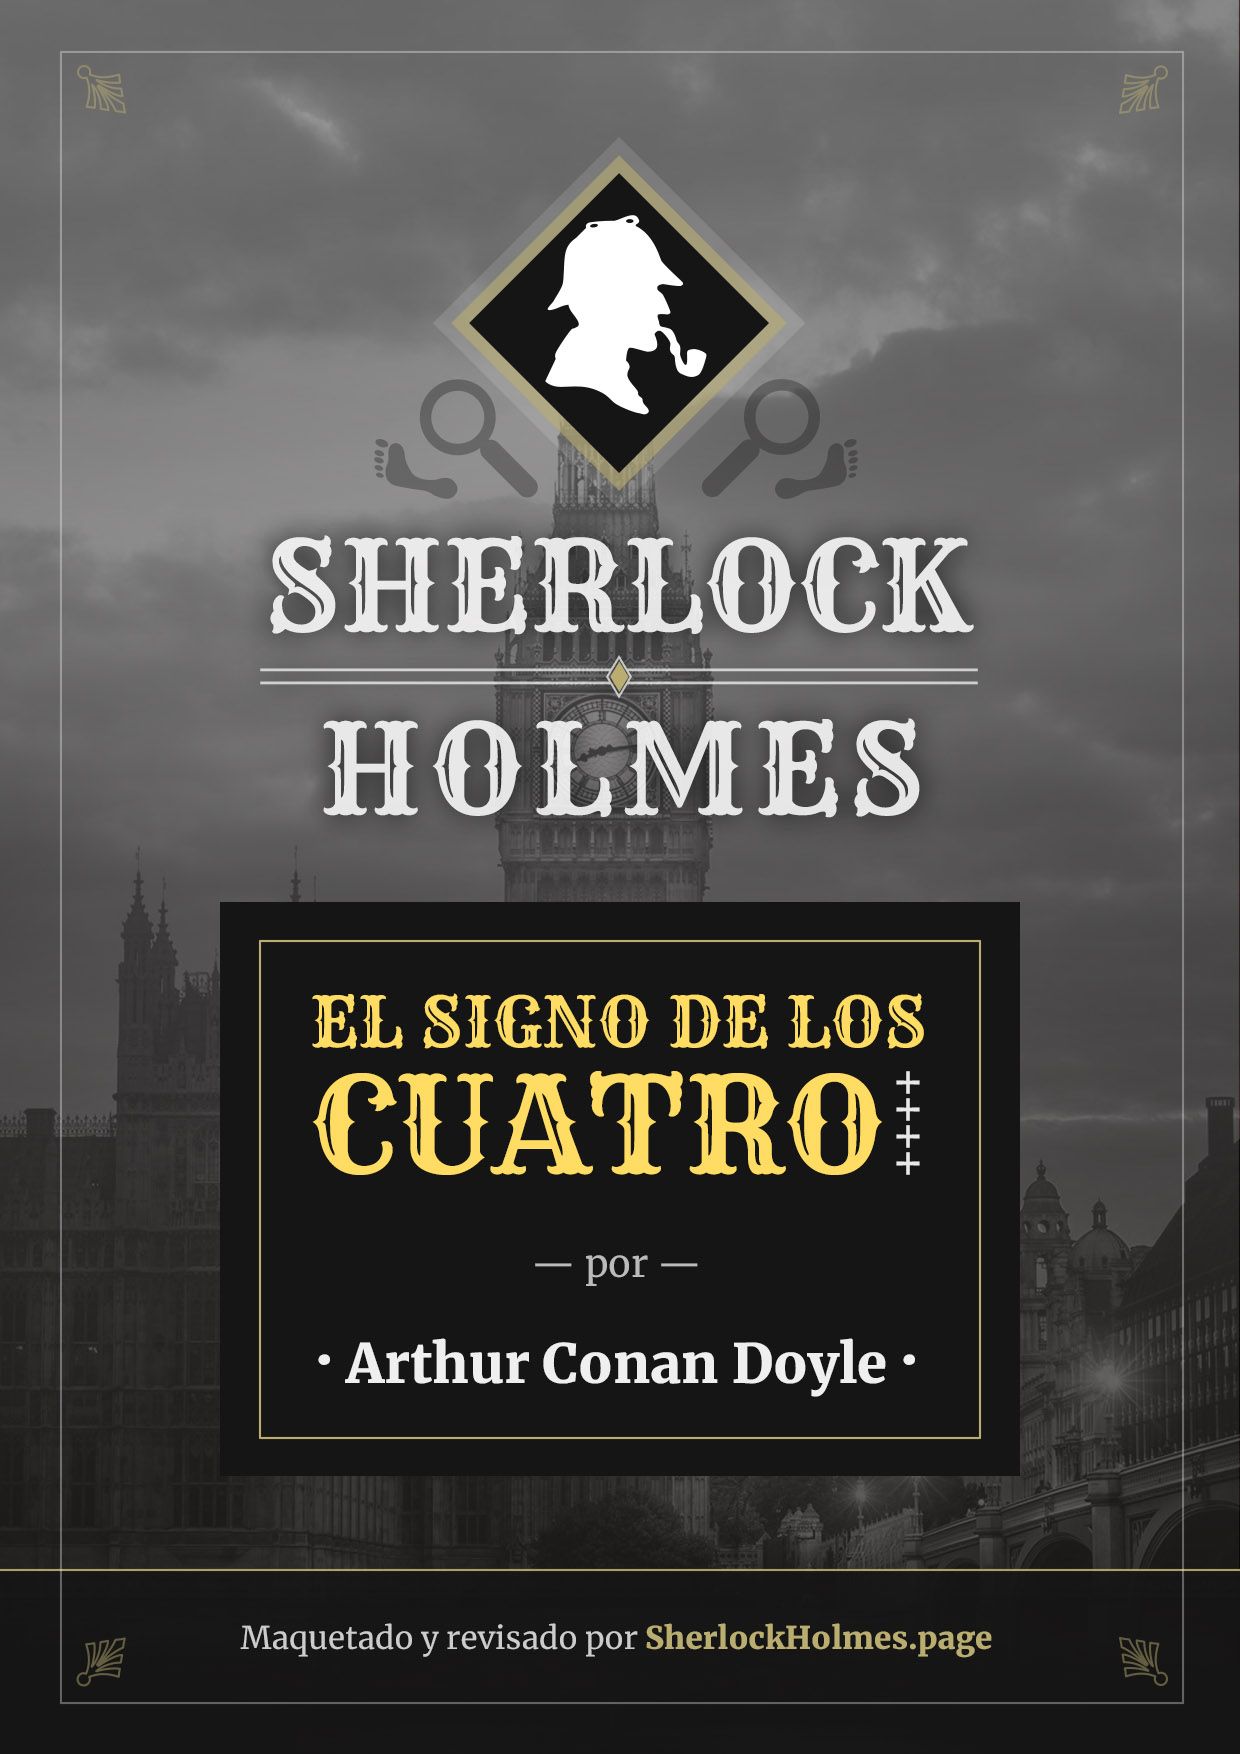 SHERLOCK
HOLMES
EL SIGNO DE LOS
CUATRO
— por —
· Arthur Conan Doyle ·
Maquetado y revisado por SherlockHolmes.page